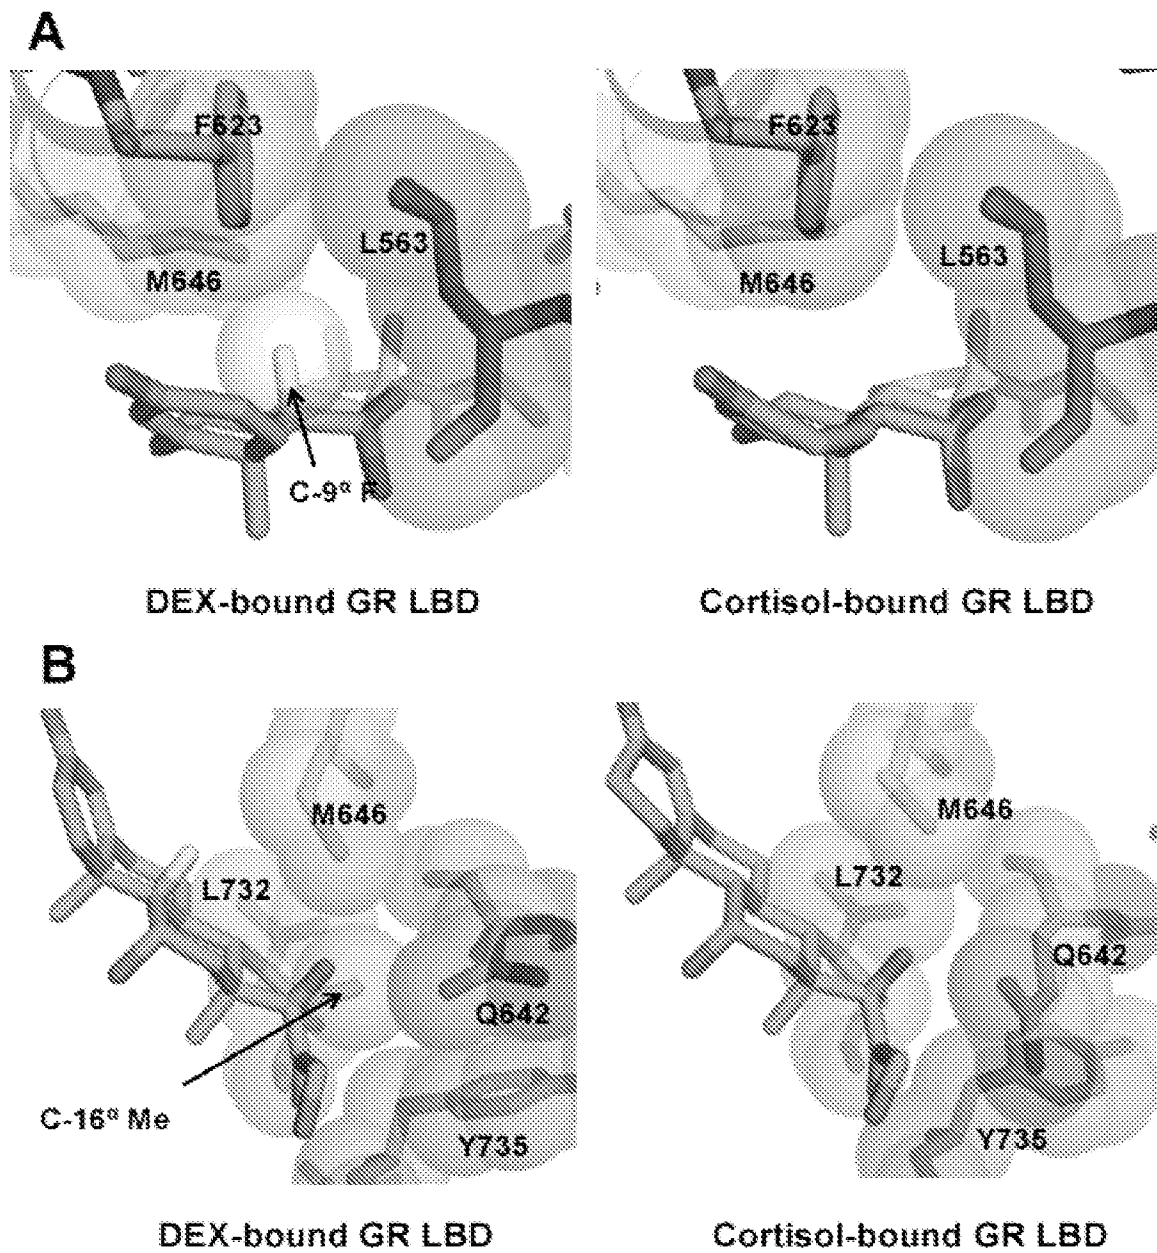 A
F623
F623
L563
L563
M646
M646
C-9α F
DEX-bound GR LBD
Cortisol-bound GR LBD
B
M646
M646
L732
L732
Q642
Q642
C-16α Me
Y735
Y735
DEX-bound GR LBD
Cortisol-bound GR LBD